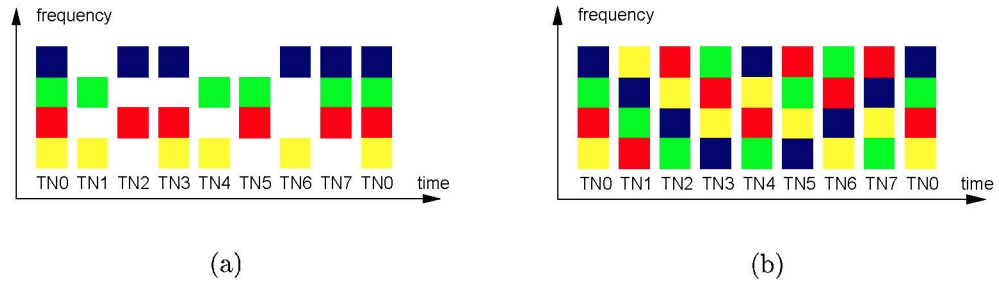 frequency
TN0 TN1 TN2 TN3 TN4 TN5 TN6 TN7 TN0 time
(a)
frequency
TN0 TN1 TN2 TN3 TN4 TN5 TN6 TN7 TN0 time
(b)